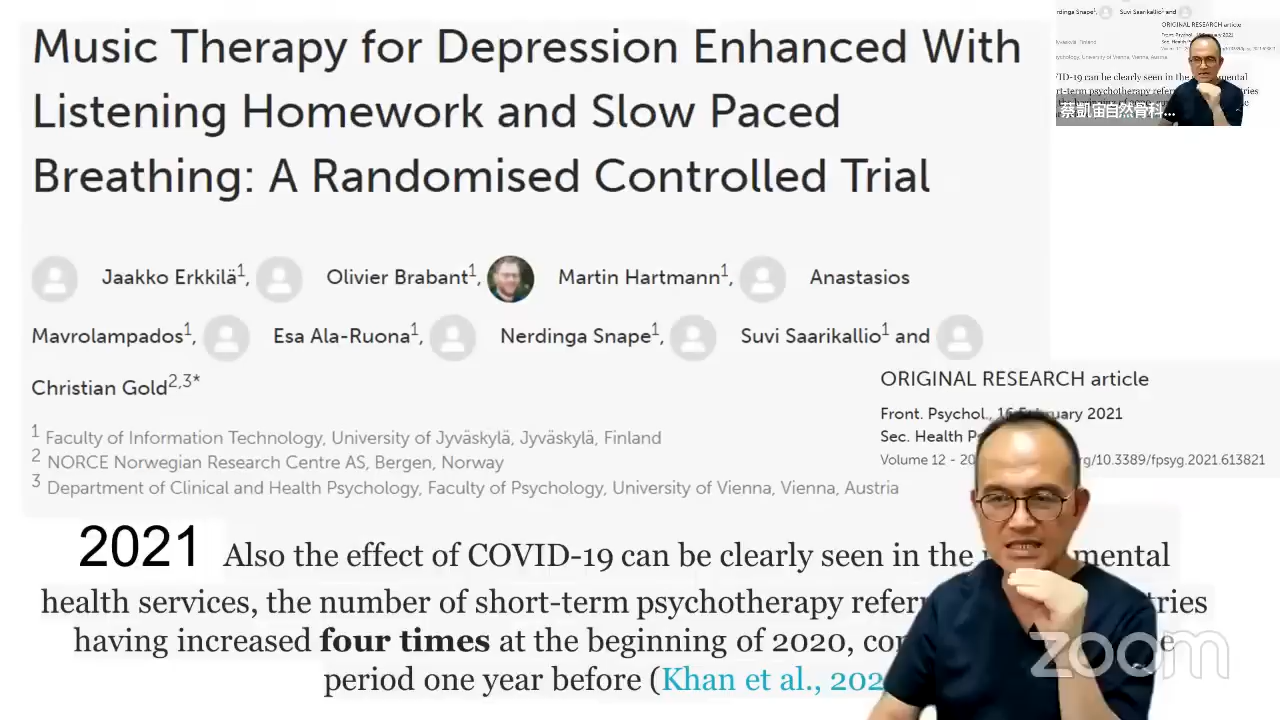 Music Therapy for Depression Enhanced With
Listening Homework and Slow Paced
Breathing: A Randomised Controlled Trial
Jaakko Erkkilä1, Olivier Brabant1, Martin Hartmann1, Anastasios
Mavrolampados1, Esa Ala-Ruona1, Nerdinga Snape1, Suvi Saarikallio1 and
Christian Gold2,3*
1 Faculty of Information Technology, University of Jyväskylä, Jyväskylä, Finland
2 NORCE Norwegian Research Centre AS, Bergen, Norway
3 Department of Clinical and Health Psychology, Faculty of Psychology, University of Vienna, Vienna, Austria
ORIGINAL RESEARCH article
Front. Psychol., 16 February 2021
Sec. Health
Volume 12 - 20 rg/10.3389/fpsyg.2021.613821
2021 Also the effect of COVID-19 can be clearly seen in the mental
health services, the number of short-term psychotherapy
having increased four times at the beginning of 2020,
period one year before (Khan et al.,
zoom
Suvi Saarikallio1 and
ORIGINAL RESEARCH article
蔡凱宙自然骨科...